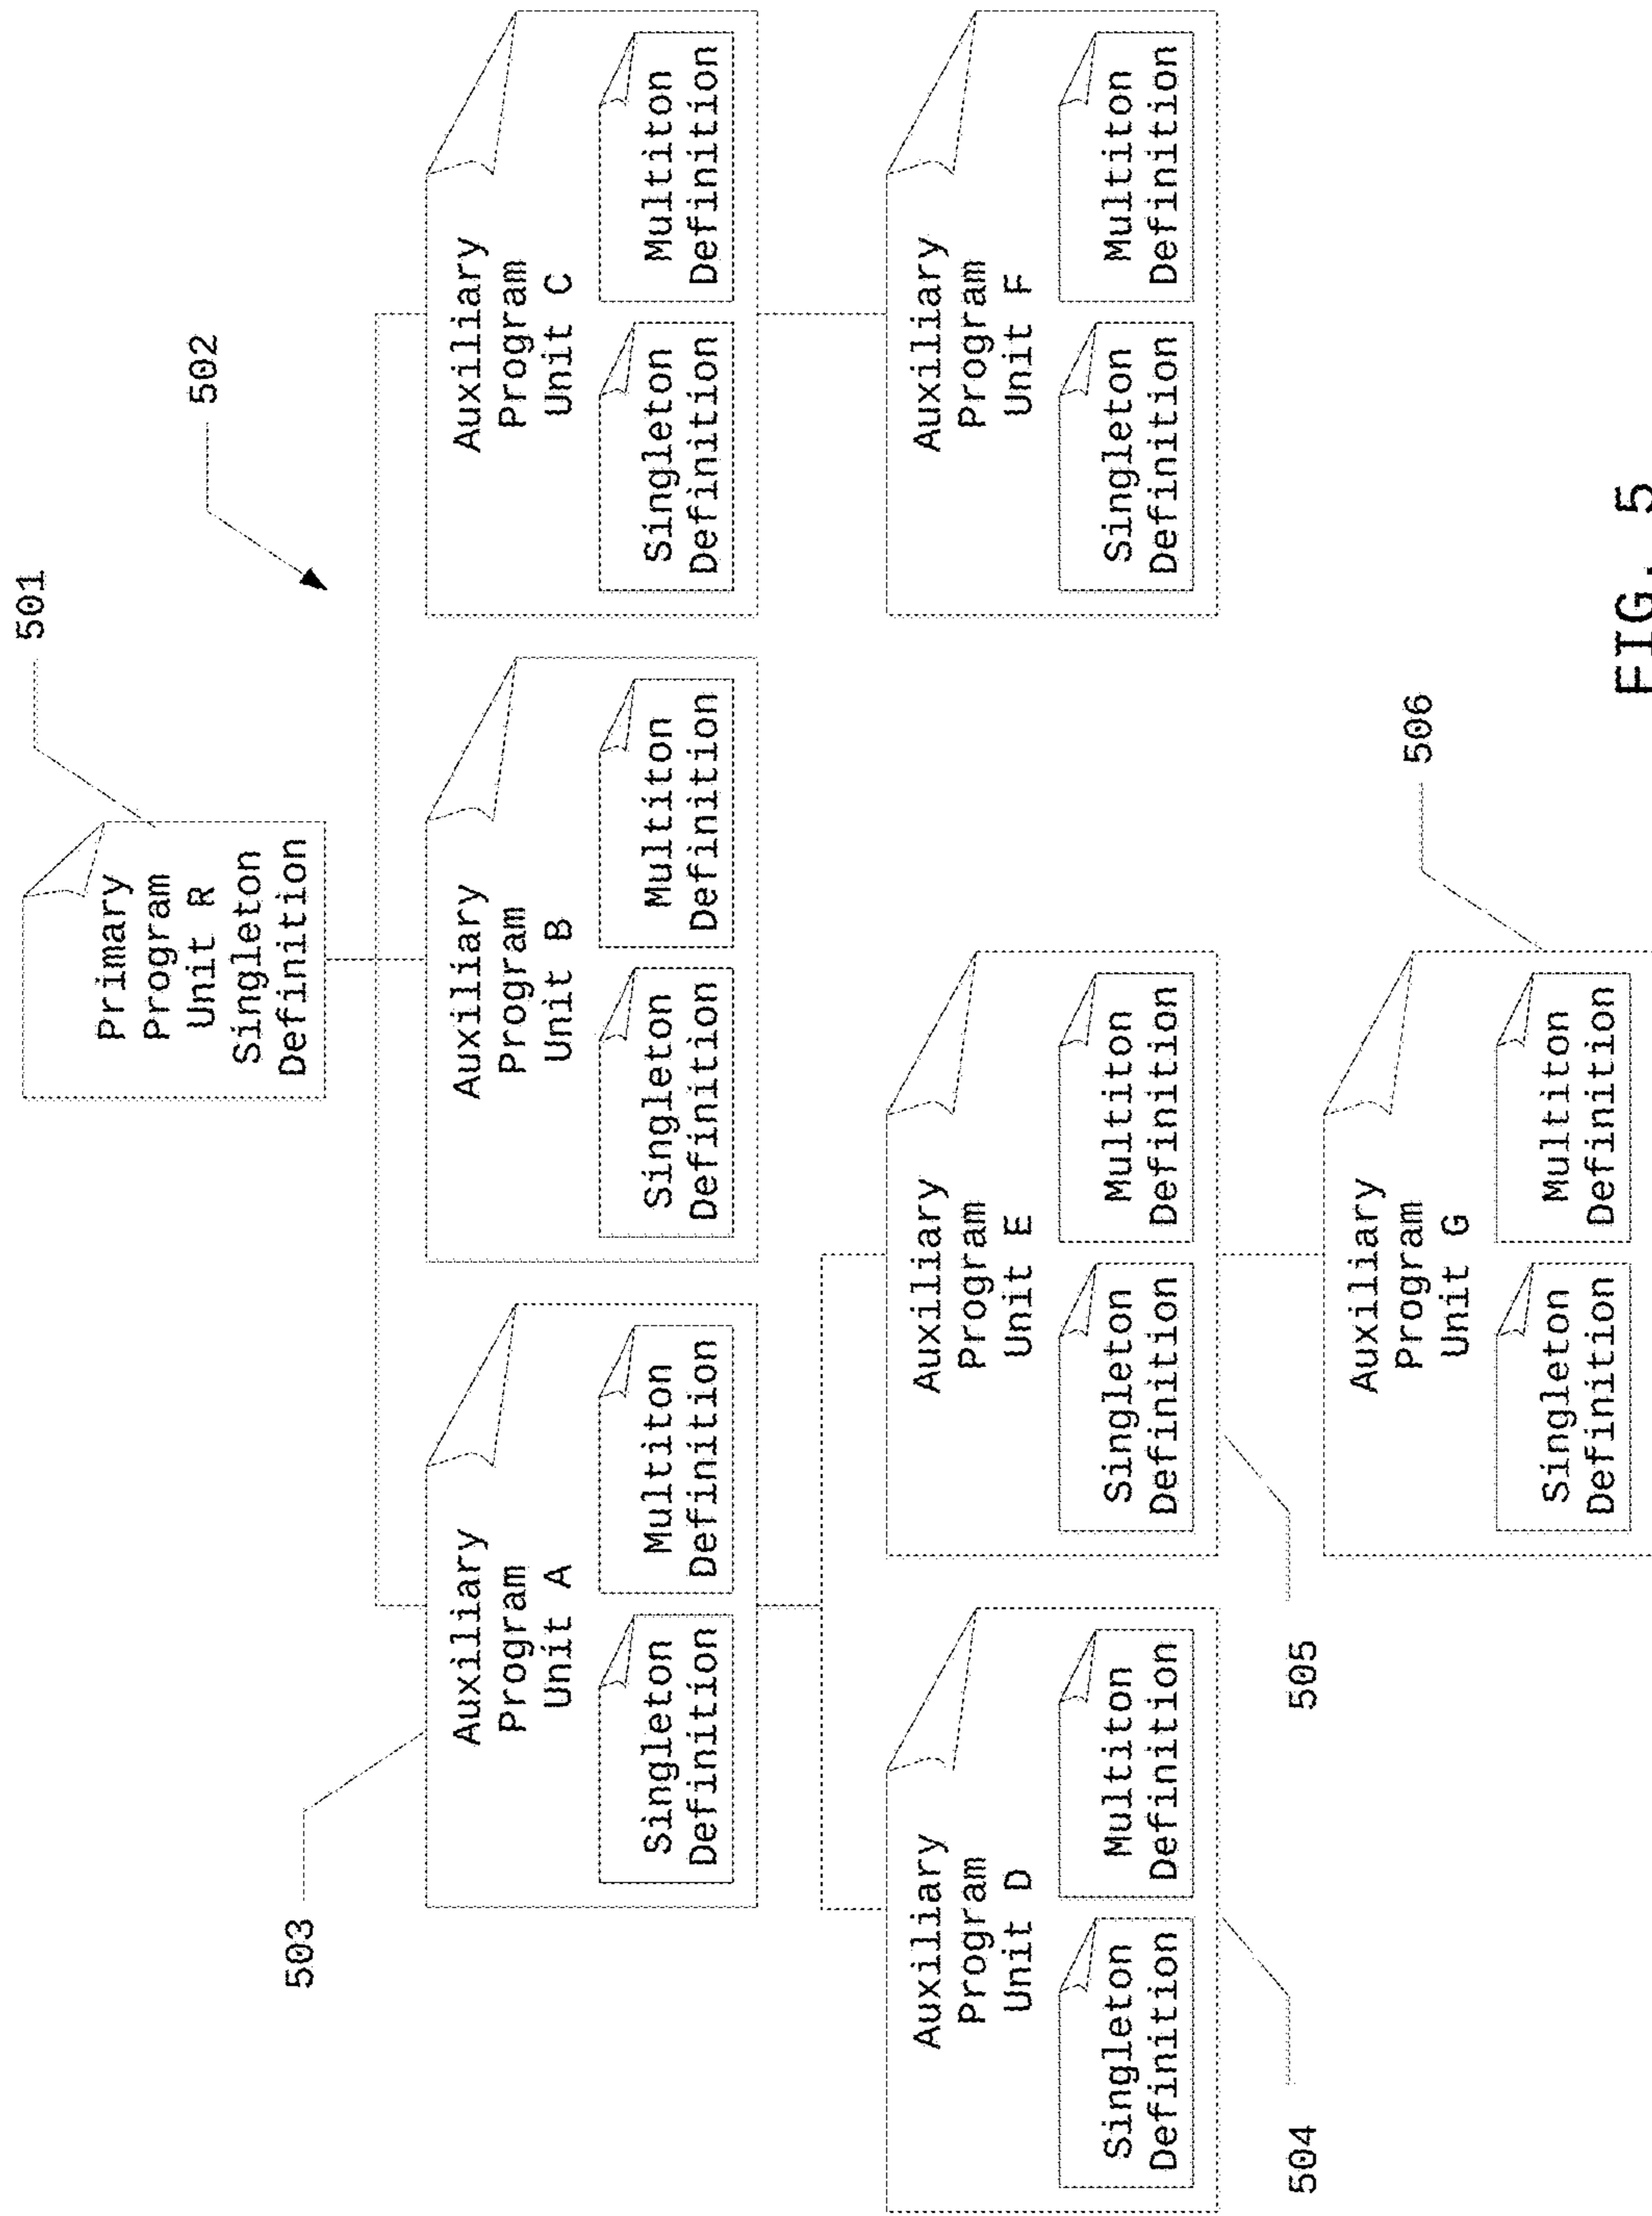 501
Primary
Program
Unit R
Singleton
Definition
502
503
Auxiliary
Program
Unit A
Singleton
Definition
Multiton
Definition
Auxiliary
Program
Unit B
Singleton
Definition
Multiton
Definition
Auxiliary
Program
Unit C
Singleton
Definition
Multiton
Definition
Auxiliary
Program
Unit D
Singleton
Definition
Multiton
Definition
Auxiliary
Program
Unit E
Singleton
Definition
Multiton
Definition
Auxiliary
Program
Unit F
Singleton
Definition
Multiton
Definition
504
505
506
Auxiliary
Program
Unit G
Singleton
Definition
Multiton
Definition
FIG. 5